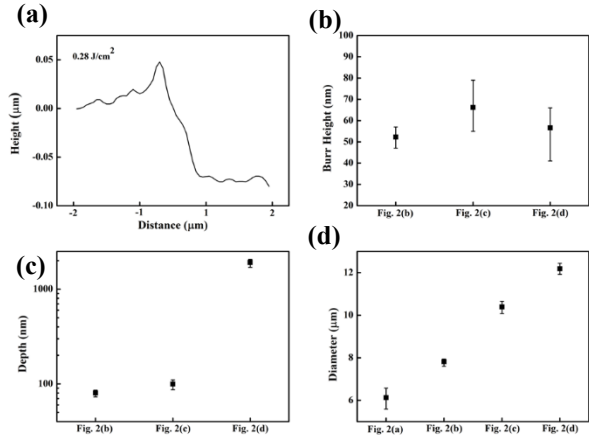 (a)
0.28 J/cm²
Height (μm)
0.05
0.00
-0.05
-0.10
-2
-1
1
2
Distance (μm)
(b)
Burr Height (nm)
100
90
80
70
60
50
40
30
20
Fig. 2(b)
Fig. 2(c)
Fig. 2(d)
(c)
Depth (nm)
1000
100
Fig. 2(b)
Fig. 2(c)
Fig. 2(d)
(d)
Diameter (μm)
12
10
8
6
Fig. 2(a)
Fig. 2(b)
Fig. 2(c)
Fig. 2(d)